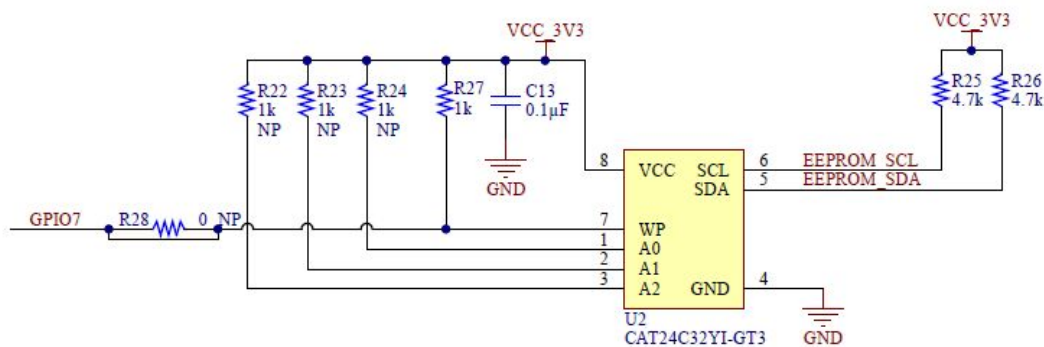 VCC_3V3
VCC_3V3
R22
1k
NP
R23
1k
NP
R24
1k
NP
R27
1k
C13
0.1µF
GND
R25
4.7k
R26
4.7k
8 VCC SCL 6 EEPROM_SCL
SDA 5 EEPROM_SDA
GPIO7 R28 0 NP 7 WP
1 A0
2 A1
3 A2 GND 4
GND
U2
CAT24C32YI-GT3